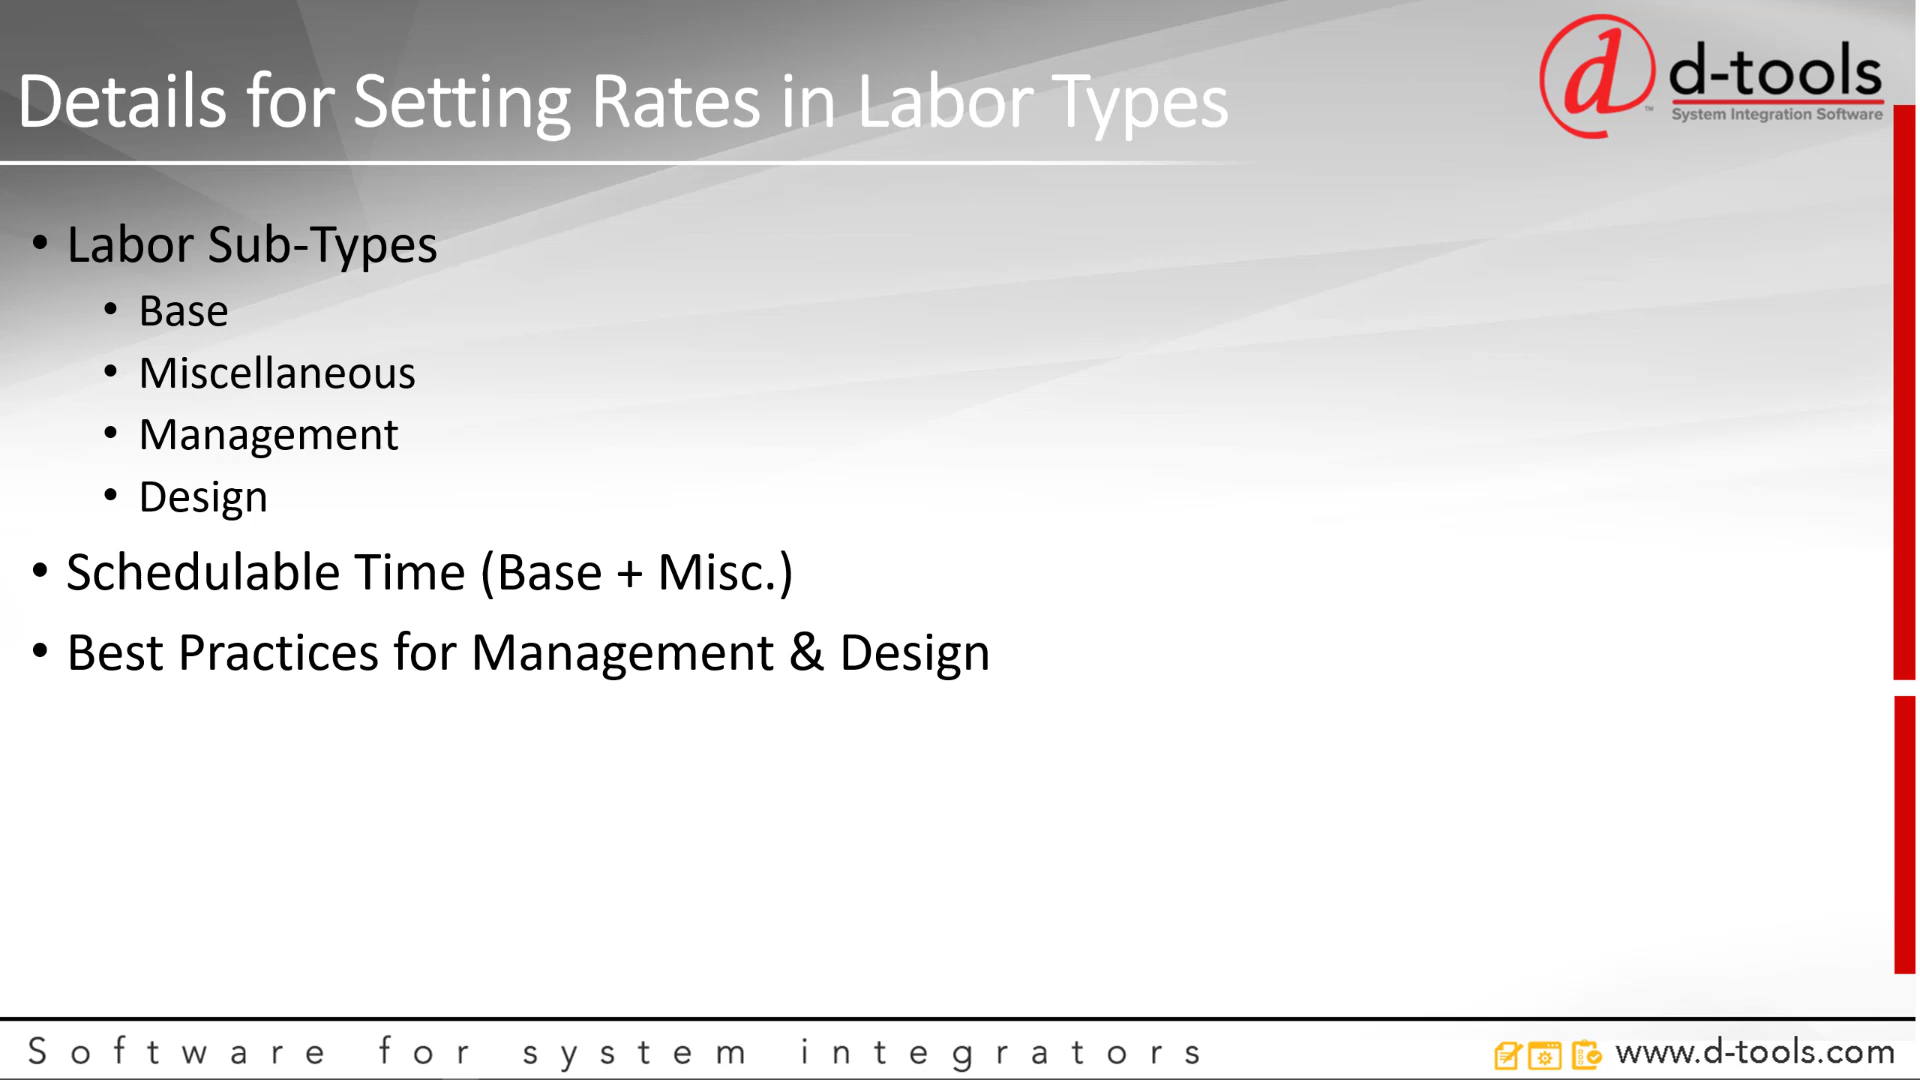 Details for Setting Rates in Labor Types
d-tools
™
System Integration Software
• Labor Sub-Types
• Base
• Miscellaneous
• Management
• Design
• Schedulable Time (Base + Misc.)
• Best Practices for Management & Design
Software for system integrators
www.d-tools.com